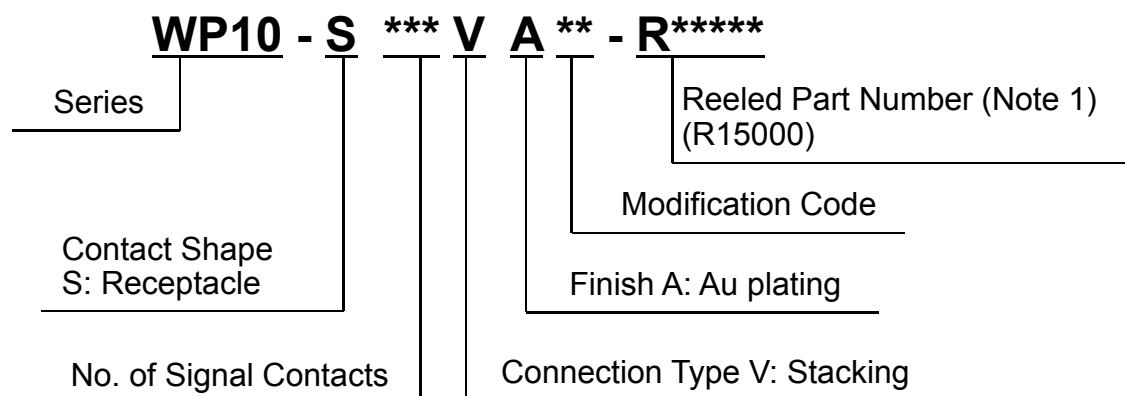 WP10 - S *** V A ** - R*****
Series
Reeled Part Number (Note 1)
(R15000)
Modification Code
Contact Shape
S: Receptacle
Finish A: Au plating
No. of Signal Contacts
Connection Type V: Stacking